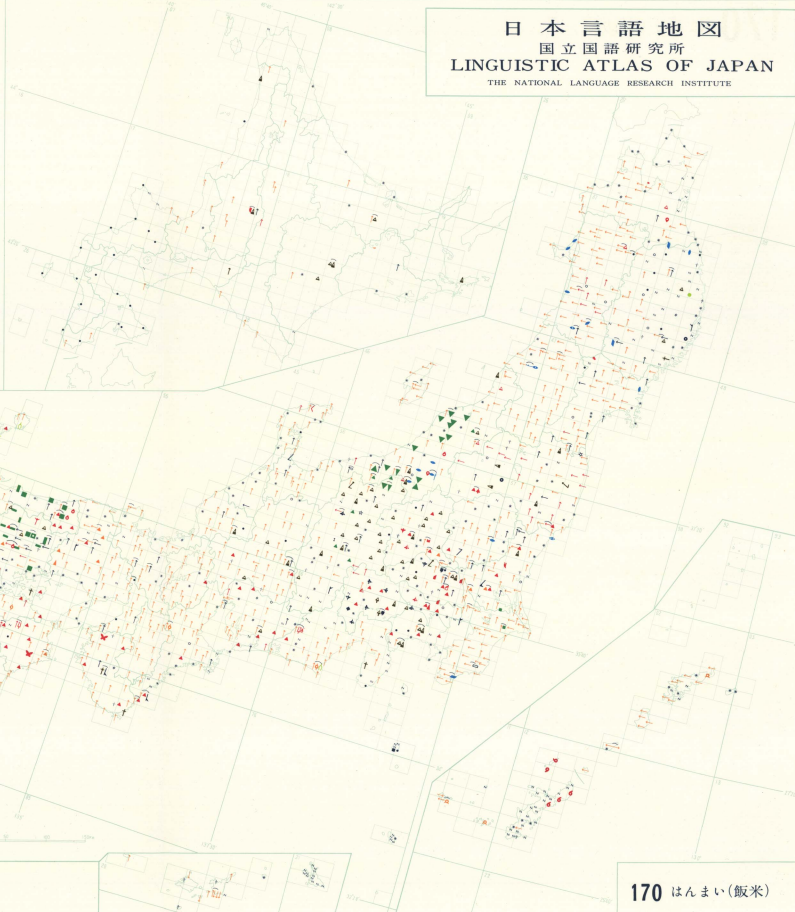 日本言語地図
国立国語研究所
LINGUISTIC ATLAS OF JAPAN
THE NATIONAL LANGUAGE RESEARCH INSTITUTE
170 はんまい(飯米)